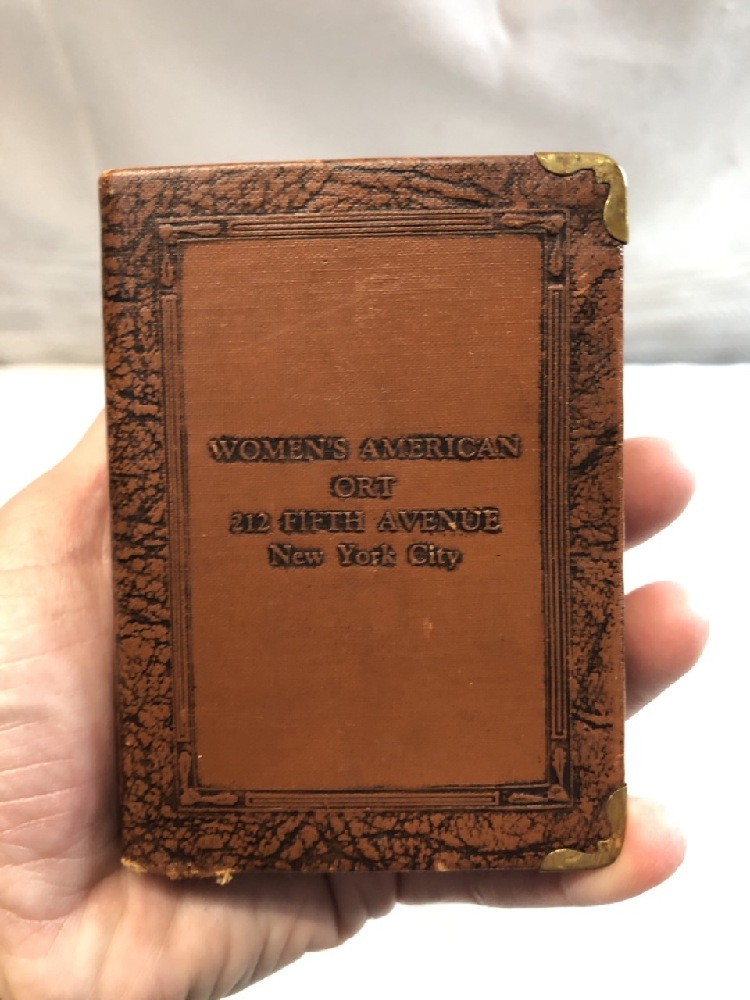 WOMEN'S AMERICAN
ORT
212 FIFTH AVENUE
New York City